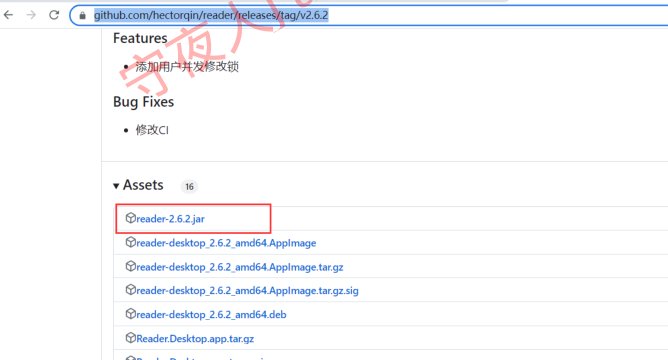 github.com/hectorqin/reader/releases/tag/v2.6.2
Features
添加用户并发修改锁
Bug Fixes
修改CI
Assets 16
reader-2.6.2.jar
reader-desktop_2.6.2_amd64.AppImage
reader-desktop_2.6.2_amd64.AppImage.tar.gz
reader-desktop_2.6.2_amd64.AppImage.tar.gz.sig
reader-desktop_2.6.2_amd64.deb
Reader.Desktop.app.tar.gz
守夜人